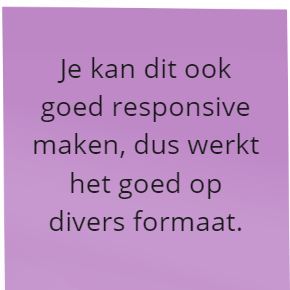 Je kan dit ook
goed responsive
maken, dus werkt
het goed op
divers formaat.